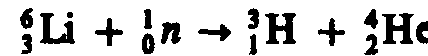 ⁶₃Li + ¹₀n → ³₁H + ⁴₂He